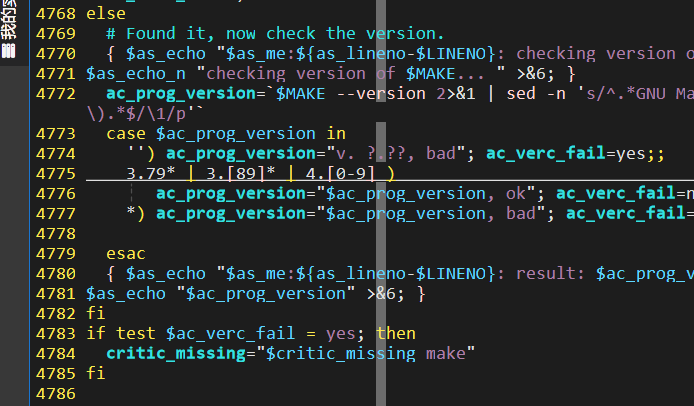 我的
4768 else
4769 # Found it, now check the version.
4770 { $as_echo "$as_me:${as_lineno-$LINENO}: checking version o
4771 $as_echo_n "checking version of $MAKE... " >&6; }
4772 ac_prog_version=`$MAKE --version 2>&1 | sed -n 's/^.*GNU Ma
\).*$/\1/p'`
4773 case $ac_prog_version in
4774 '') ac_prog_version="v. ?.??, bad"; ac_verc_fail=yes;;
4775 3.79* | 3.[89]* | 4.[0-9] )
4776 ac_prog_version="$ac_prog_version, ok"; ac_verc_fail=n
4777 *) ac_prog_version="$ac_prog_version, bad"; ac_verc_fail=
4778
4779 esac
4780 { $as_echo "$as_me:${as_lineno-$LINENO}: result: $ac_prog_v
4781 $as_echo "$ac_prog_version" >&6; }
4782 fi
4783 if test $ac_verc_fail = yes; then
4784 critic_missing="$critic_missing make"
4785 fi
4786